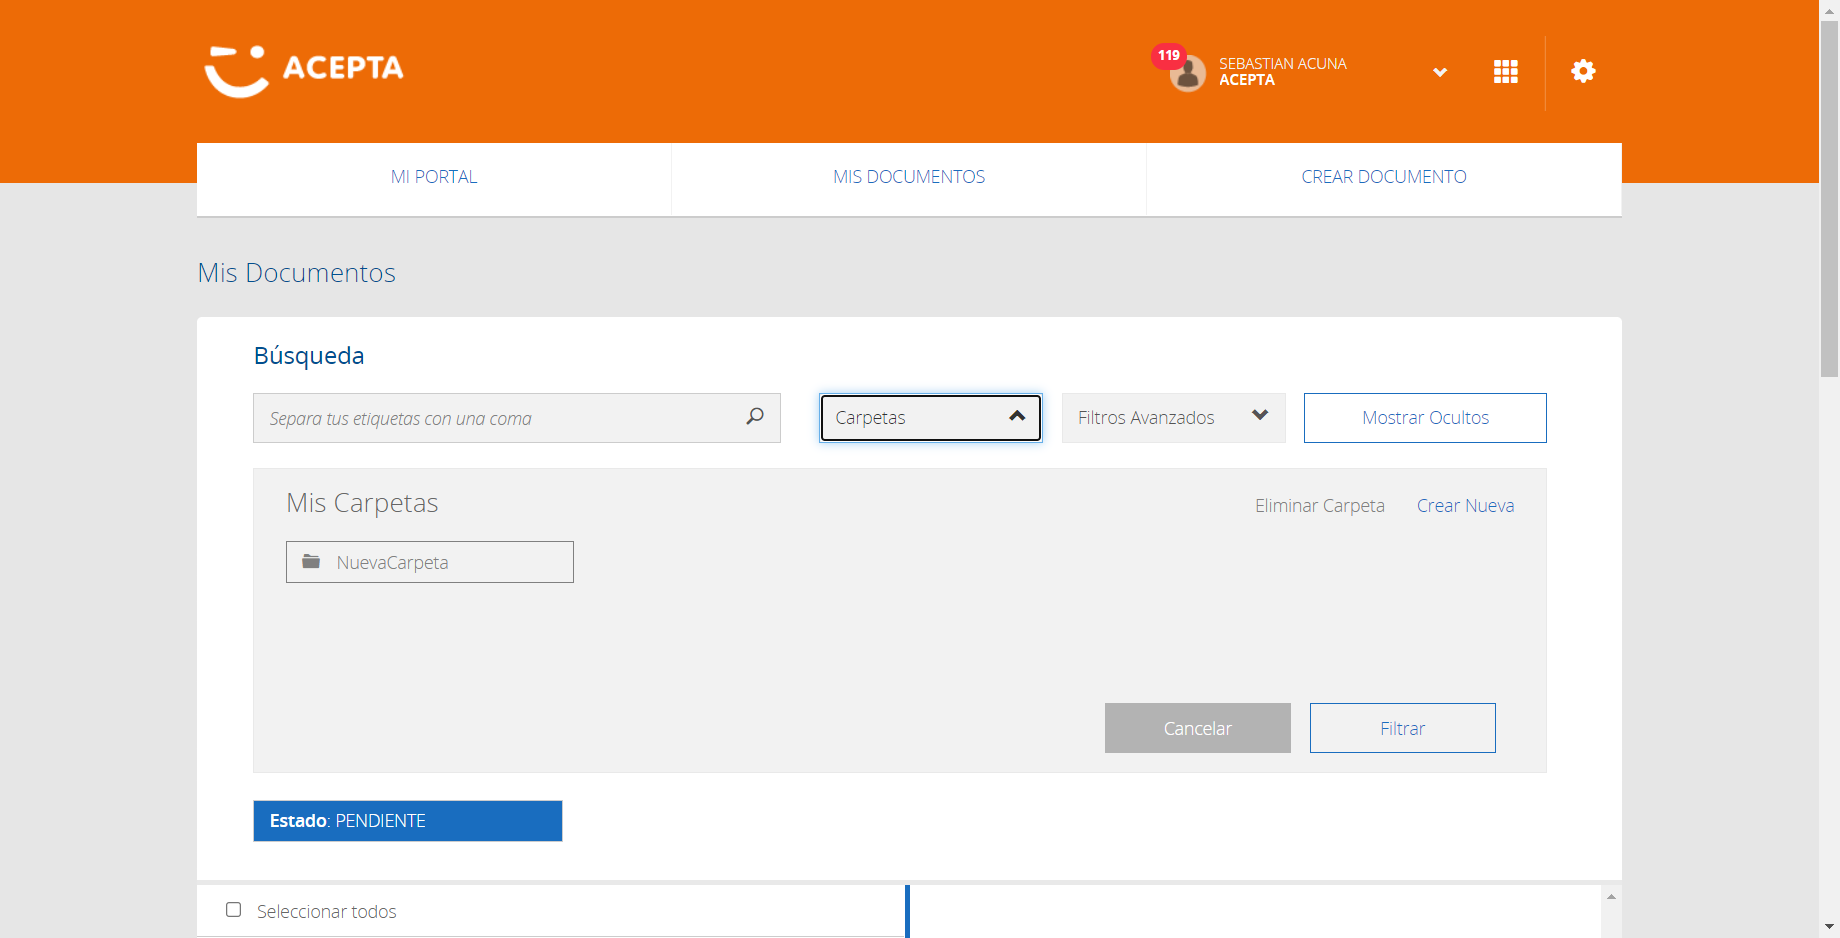 ACEPTA
119
SEBASTIAN ACUNA
ACEPTA
MI PORTAL
MIS DOCUMENTOS
CREAR DOCUMENTO
Mis Documentos
Búsqueda
Separa tus etiquetas con una coma
Carpetas
Filtros Avanzados
Mostrar Ocultos
Mis Carpetas
Eliminar Carpeta
Crear Nueva
NuevaCarpeta
Cancelar
Filtrar
Estado: PENDIENTE
Seleccionar todos